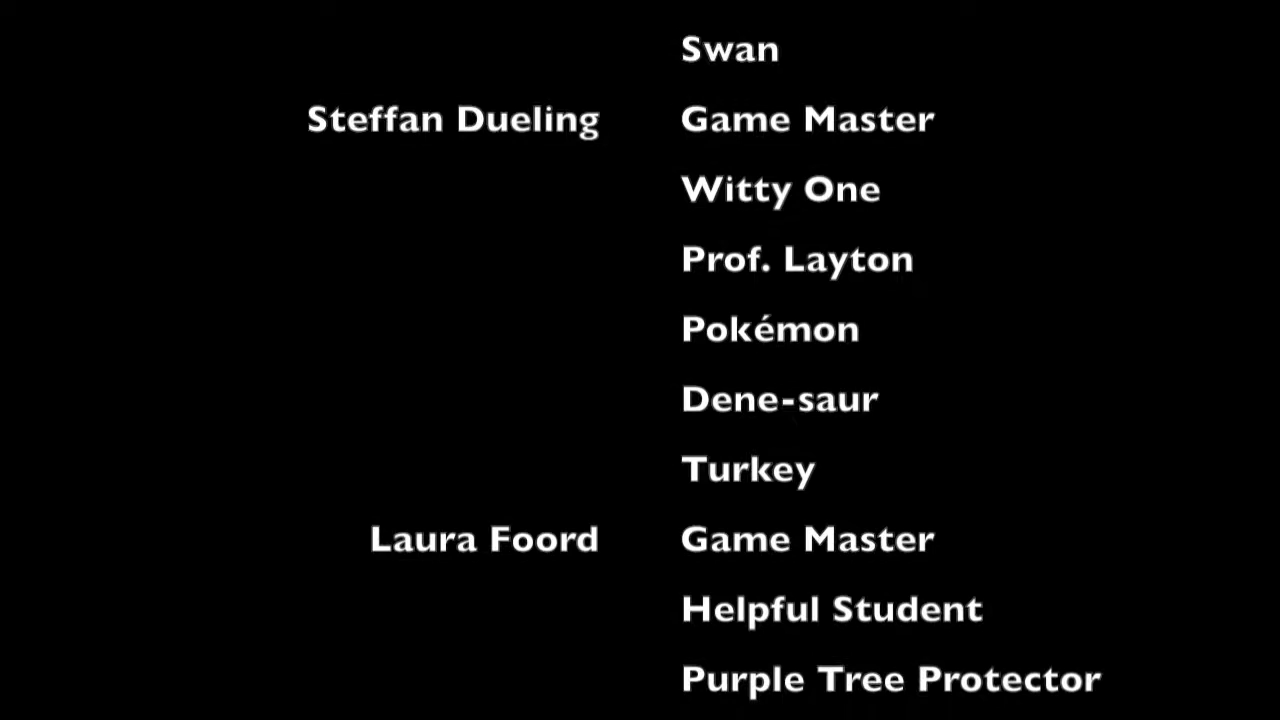 Swan
Steffan Dueling Game Master
Witty One
Prof. Layton
Pokémon
Dene-saur
Turkey
Laura Foord Game Master
Helpful Student
Purple Tree Protector